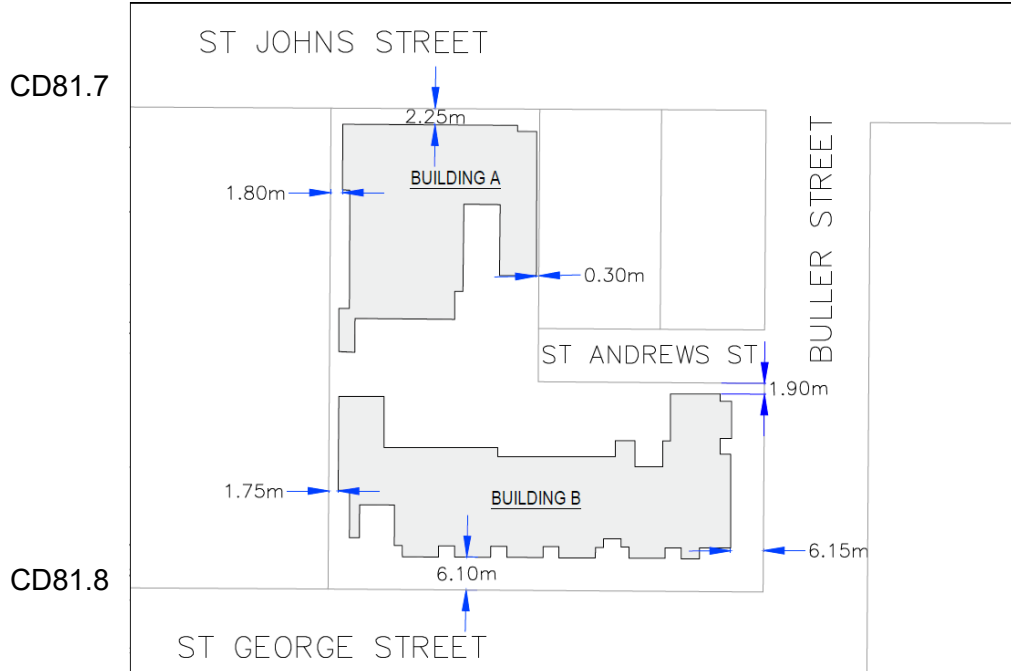 ST JOHNS STREET
CD81.7
2.25m
BUILDING A
1.80m
BULLER STREET
0.30m
ST ANDREWS ST
1.90m
1.75m
BUILDING B
6.15m
6.10m
CD81.8
ST GEORGE STREET